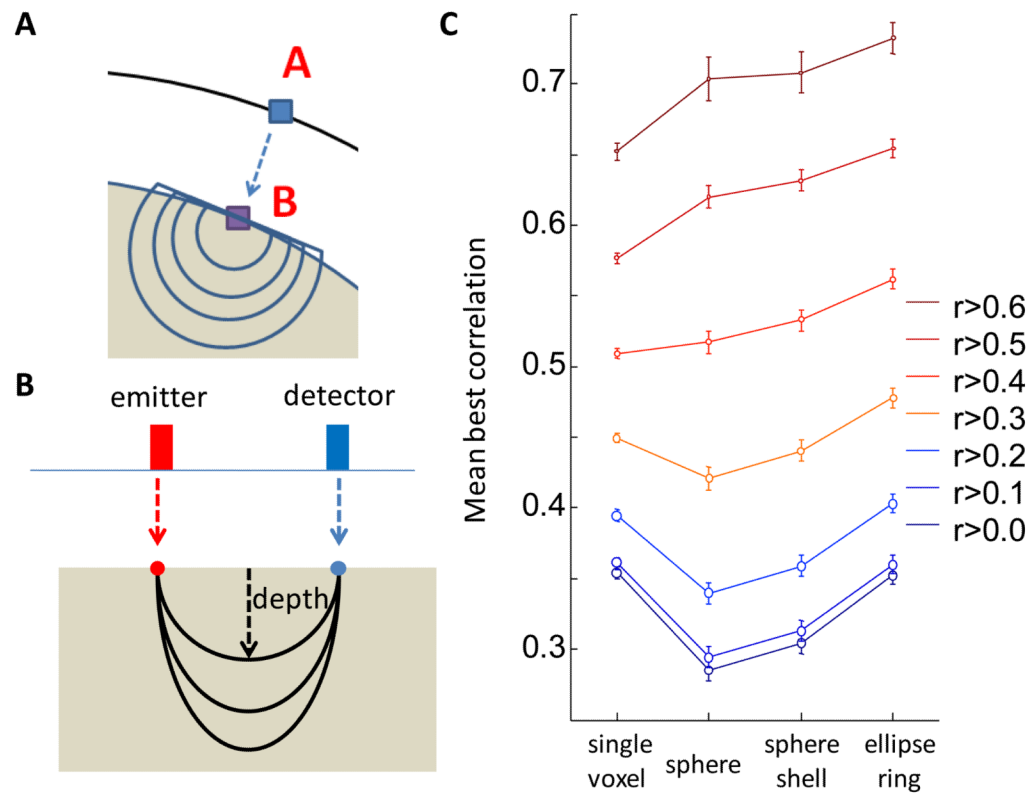 A
A
B
B
emitter
detector
depth
C
Mean best correlation
0.7
0.6
0.5
0.4
0.3
single
voxel
sphere
sphere
shell
ellipse
ring
r>0.6
r>0.5
r>0.4
r>0.3
r>0.2
r>0.1
r>0.0